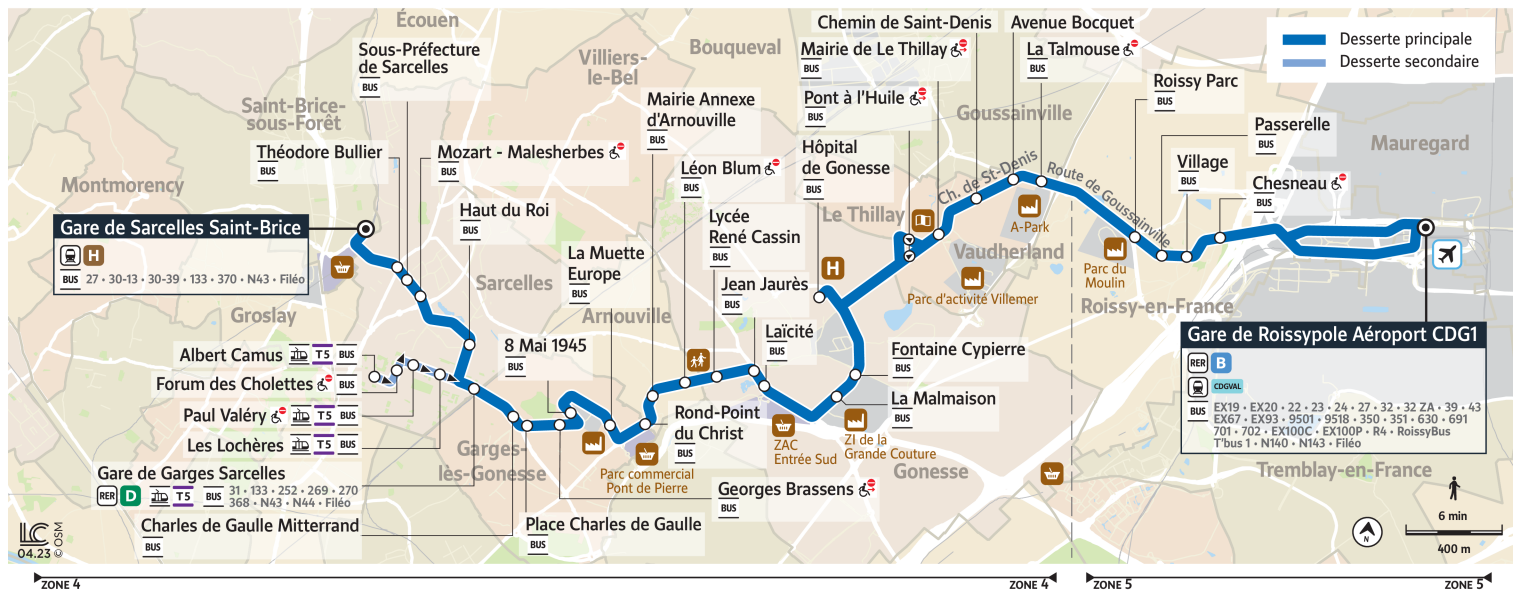 Écouen
Sous-Préfecture
de Sarcelles
BUS
Villiers-
le-Bel
Bouqueval
Chemin de Saint-Denis
BUS
Avenue Bocquet
Mairie de Le Thillay
BUS
La Talmouse
BUS
Desserte principale
Desserte secondaire
Saint-Brice-
sous-Forêt
Mairie Annexe
d'Arnouville
BUS
Pont à l'Huile
BUS
Goussainville
Roissy Parc
BUS
Passerelle
BUS
Mauregard
Théodore Bullier
BUS
Mozart - Malesherbes
BUS
Léon Blum
BUS
Hôpital
de Gonesse
BUS
Ch. de St-Denis
Route de Goussainville
Village
BUS
Chesneau
BUS
Montmorency
Haut du Roi
BUS
Lycée
René Cassin
BUS
Le Thillay
A-Park
Gare de Sarcelles Saint-Brice
H
BUS 27 • 30-13 • 30-39 • 133 • 370 • N43 • Filéo
La Muette
Europe
BUS
Vaudherland
Parc du
Moulin
Sarcelles
Jean Jaurès
BUS
H
Parc d'activité Villemer
Roissy-en-France
Groslay
Arnouville
Laïcité
BUS
Gare de Roissypole Aéroport CDG1
RER B
CDGVAL
BUS
EX19 • EX20 • 22 • 23 • 24 • 27 • 32 • 32 ZA • 39 • 43
EX67 • EX93 • 9501 • 9518 • 350 • 351 • 630 • 691
701 • 702 • EX100C • EX100P • R4 • RoissyBus
T'bus 1 • N140 • N143 • Filéo
Albert Camus T5 BUS
8 Mai 1945
BUS
Fontaine Cypierre
BUS
Forum des Cholettes BUS
La Malmaison
BUS
Paul Valéry T5 BUS
Rond-Point
du Christ
BUS
Les Lochères T5 BUS
Garges-
lès-Gonesse
ZAC
Entrée Sud
ZI de la
Grande Couture
Gonesse
Tremblay-en-France
Gare de Garges Sarcelles
RER D T5 BUS 31 • 133 • 252 • 269 • 270
368 • N43 • N44 • Filéo
Parc commercial
Pont de Pierre
Georges Brassens
BUS
Charles de Gaulle Mitterrand
BUS
Place Charles de Gaulle
BUS
LC
04.23 © OSM
N
6 min
400 m
ZONE 4
ZONE 4
ZONE 5
ZONE 5